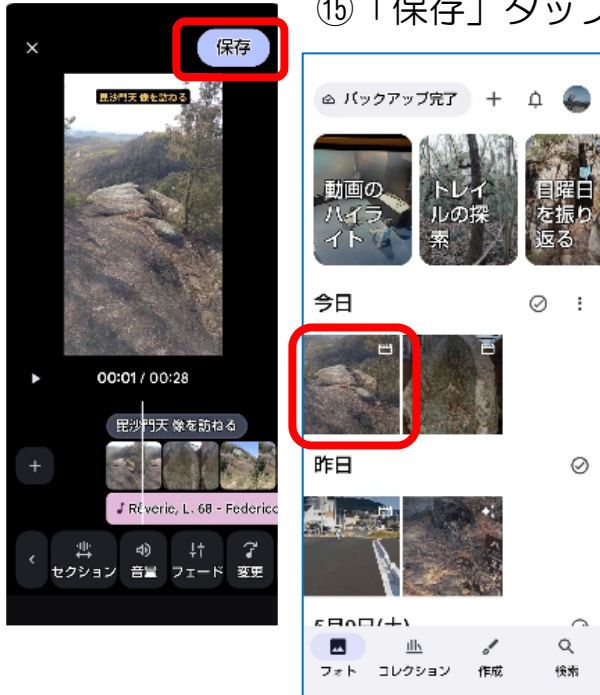 ⑮「保存」タップ
×
保存
毘沙門天 像を訪ねる
00:01 / 00:28
毘沙門天 像を訪ねる
+
♪ Rêverie, L. 68 - Federico
セクション 音量 フェード 変更
バックアップ完了 +
動画のハイライト
トレイルの探索
日曜日を振り返る
今日
昨日
フォト コレクション 作成 検索